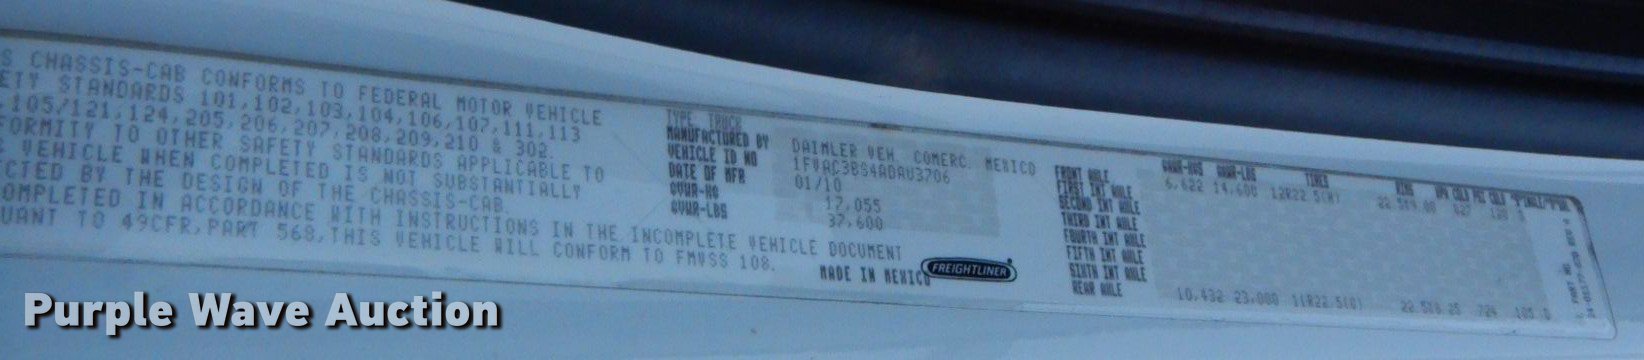 S CHASSIS-CAB CONFORMS TO FEDERAL MOTOR VEHICLE
ETY STANDARDS 101,102,103,104,106,107,111,113
,105/121,124,205,206,207,208,209,210 & 302.
FORMITY TO OTHER SAFETY STANDARDS APPLICABLE TO
E VEHICLE WHEN COMPLETED IS NOT SUBSTANTIALLY
CTED BY THE DESIGN OF THE CHASSIS-CAB.
OMPLETED IN ACCORDANCE WITH INSTRUCTIONS IN THE INCOMPLETE VEHICLE DOCUMENT
UANT TO 49CFR,PART 568,THIS VEHICLE WILL CONFORM TO FMVSS 108.
TYPE TRUCK
MANUFACTURED BY DAIMLER VEH. COMERC. MEXICO
VEHICLE ID NO
DATE OF MFR 01/10
GVWR-KG 17,055
GVWR-LBS 37,600
MADE IN MEXICO
FREIGHTLINER
GAWR-KGS GAWR-LBS TIRES
FRONT AXLE 6,622 14,600
FIRST INT AXLE
SECOND INT AXLE
THIRD INT AXLE
FOURTH INT AXLE
FIFTH INT AXLE
SIXTH INT AXLE
REAR AXLE 10,432 23,000
Purple Wave Auction